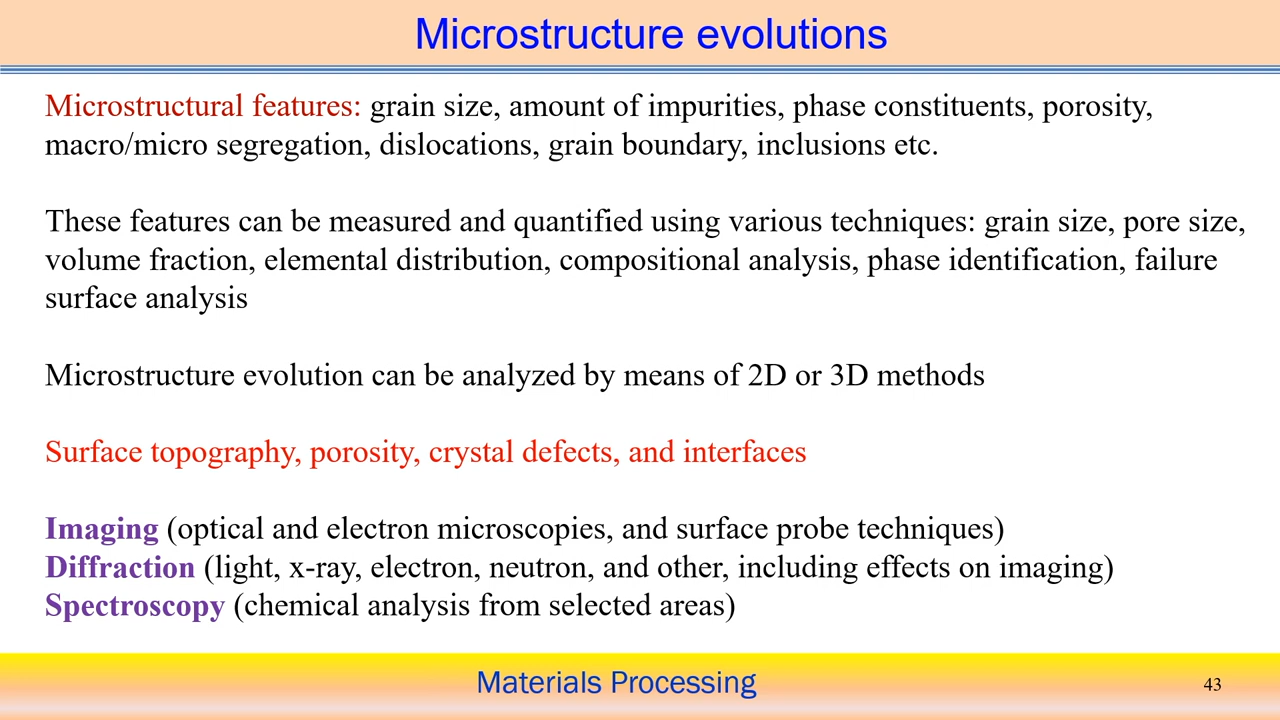 Microstructure evolutions
Microstructural features: grain size, amount of impurities, phase constituents, porosity,
macro/micro segregation, dislocations, grain boundary, inclusions etc.
These features can be measured and quantified using various techniques: grain size, pore size,
volume fraction, elemental distribution, compositional analysis, phase identification, failure
surface analysis
Microstructure evolution can be analyzed by means of 2D or 3D methods
Surface topography, porosity, crystal defects, and interfaces
Imaging (optical and electron microscopies, and surface probe techniques)
Diffraction (light, x-ray, electron, neutron, and other, including effects on imaging)
Spectroscopy (chemical analysis from selected areas)
Materials Processing
43